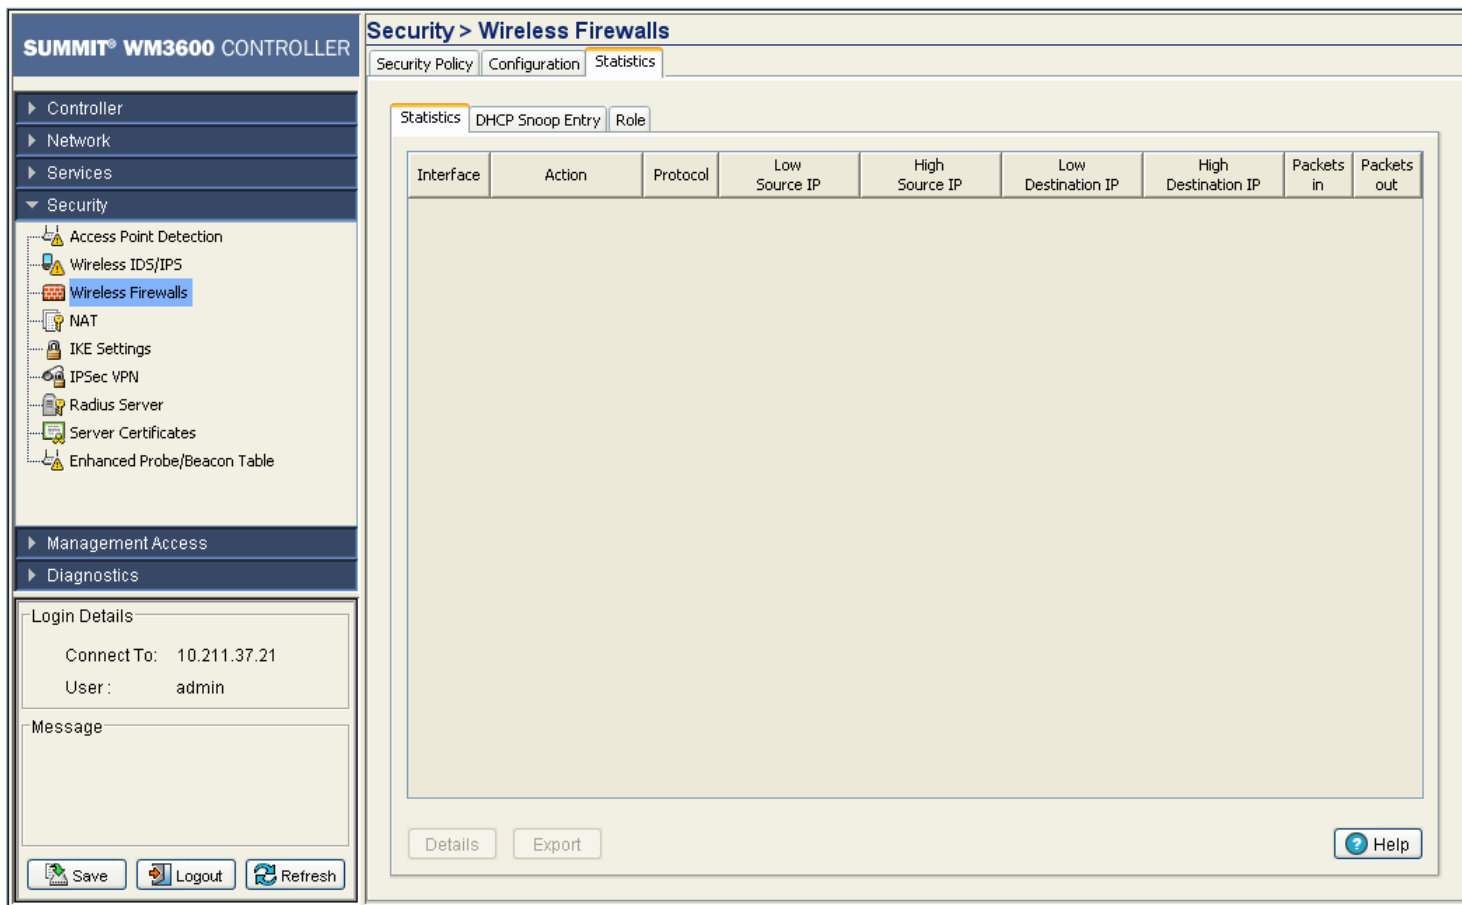 SUMMIT® WM3600 CONTROLLER
Controller
Network
Services
Security
Access Point Detection
Wireless IDS/IPS
Wireless Firewalls
NAT
IKE Settings
IPSec VPN
Radius Server
Server Certificates
Enhanced Probe/Beacon Table
Management Access
Diagnostics
Login Details
Connect To: 10.211.37.21
User : admin
Message
Save Logout Refresh
Security > Wireless Firewalls
Security Policy Configuration Statistics
Statistics DHCP Snoop Entry Role
Interface Action Protocol Low Source IP High Source IP Low Destination IP High Destination IP Packets in Packets out
Details Export Help